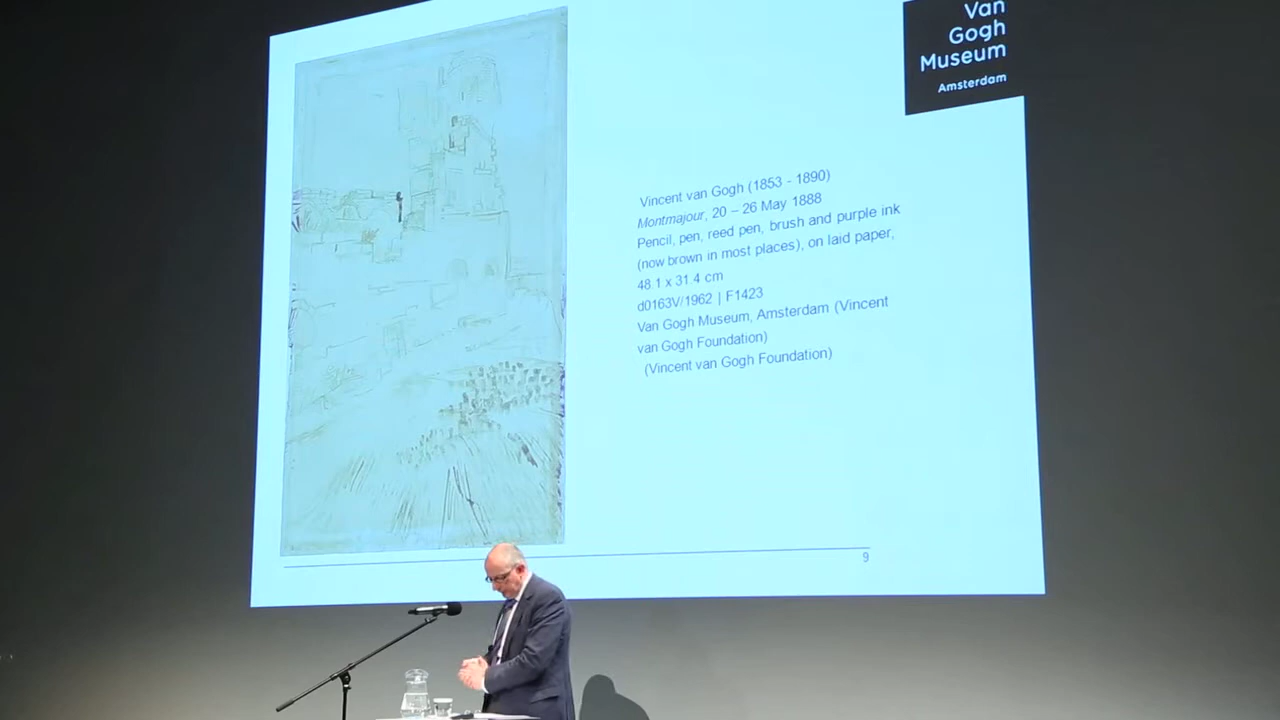 Van
Gogh
Museum
Amsterdam
Vincent van Gogh (1853 - 1890)
Montmajour, 20 – 26 May 1888
Pencil, pen, reed pen, brush and purple ink
(now brown in most places), on laid paper,
48.1 x 31.4 cm
d0163V/1962 | F1423
Van Gogh Museum, Amsterdam (Vincent
van Gogh Foundation)
(Vincent van Gogh Foundation)
9